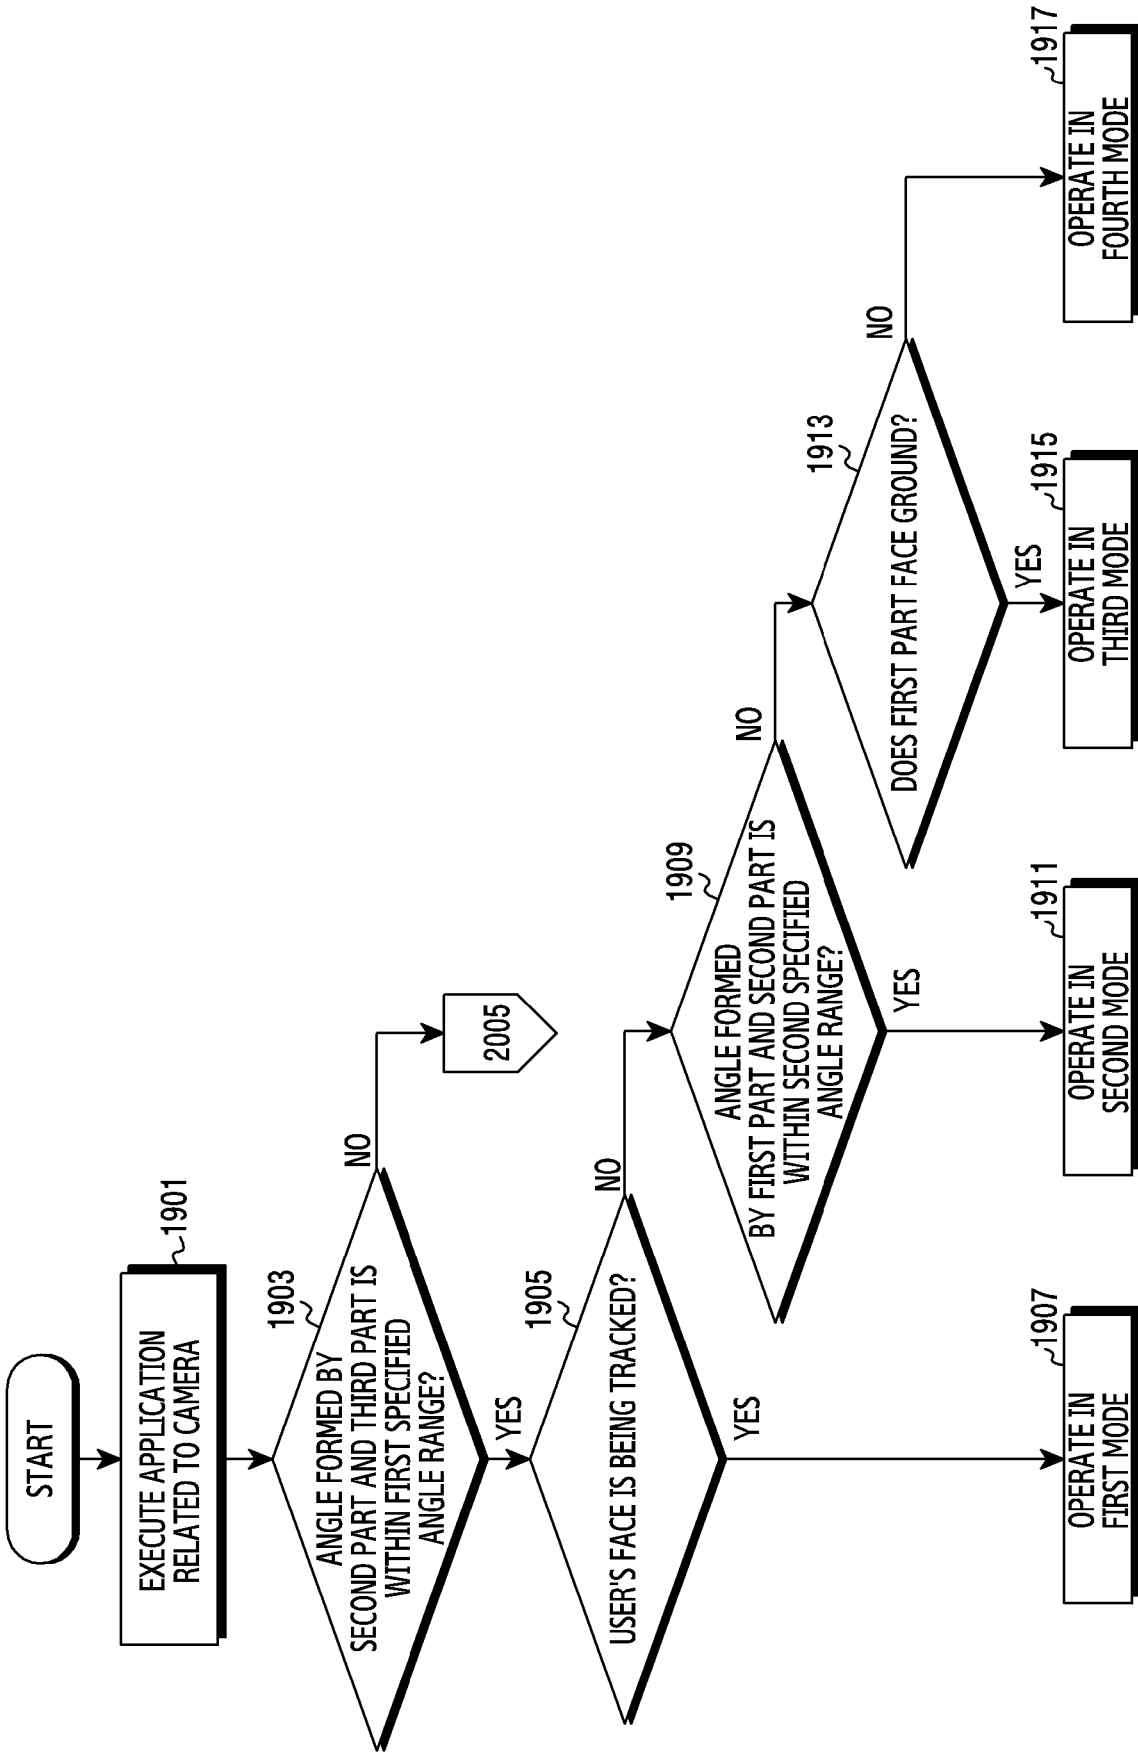 START
EXECUTE APPLICATION
RELATED TO CAMERA
1901
ANGLE FORMED BY
SECOND PART AND THIRD PART IS
WITHIN FIRST SPECIFIED
ANGLE RANGE?
1903
NO
2005
YES
USER'S FACE IS BEING TRACKED?
1905
NO
YES
ANGLE FORMED
BY FIRST PART AND SECOND PART IS
WITHIN SECOND SPECIFIED
ANGLE RANGE?
1909
NO
YES
DOES FIRST PART FACE GROUND?
1913
NO
YES
OPERATE IN
FIRST MODE
1907
OPERATE IN
SECOND MODE
1911
OPERATE IN
THIRD MODE
1915
OPERATE IN
FOURTH MODE
1917